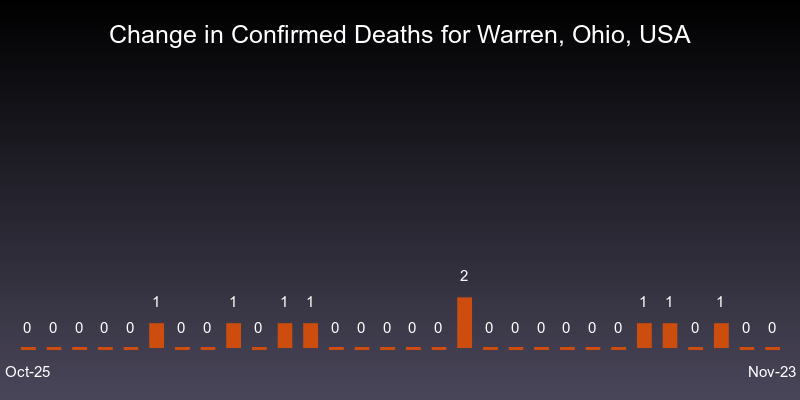 Change in Confirmed Deaths for Warren, Ohio, USA
2
1 1 1 1 1 1 1
0 0 0 0 0 0 0 0 0 0 0 0 0 0 0 0 0 0 0 0 0 0
Oct-25 Nov-23